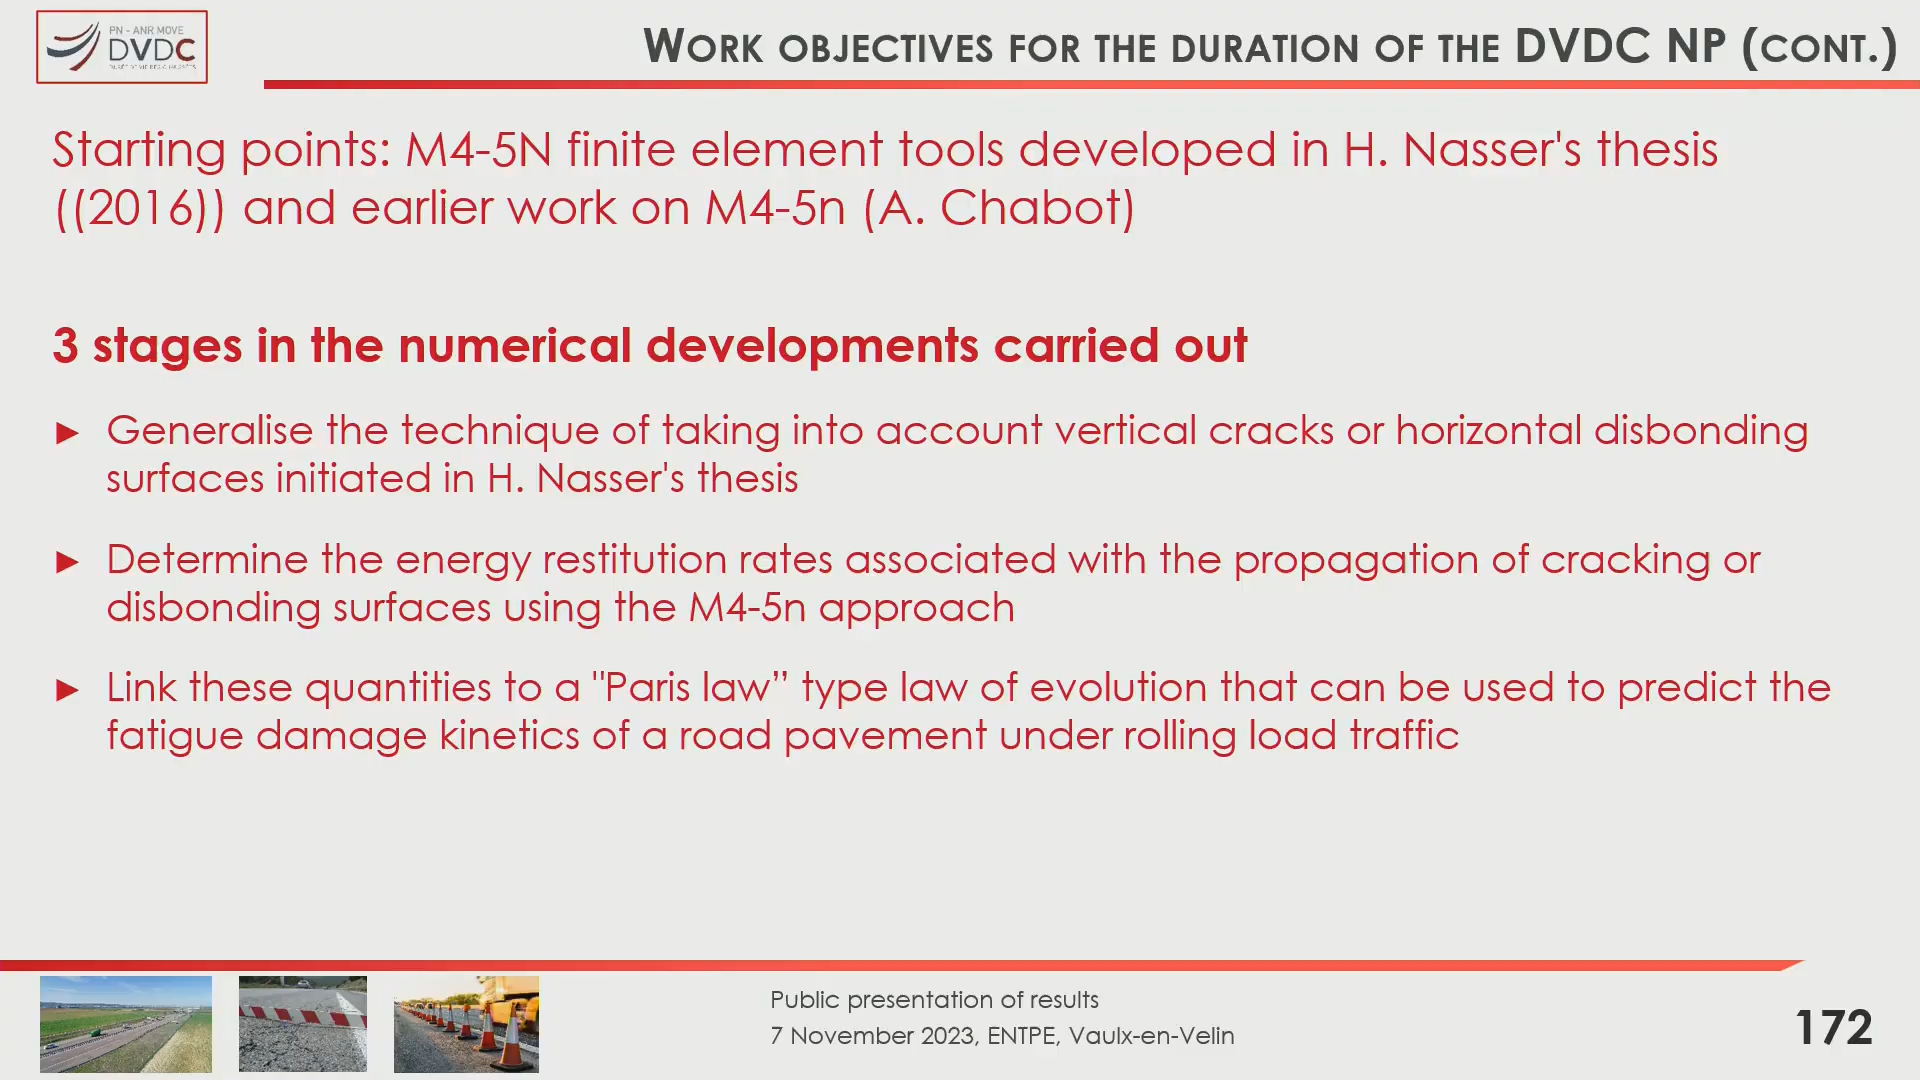 PN - ANR MOVE
DVDC
WORK OBJECTIVES FOR THE DURATION OF THE DVDC NP (CONT.)
Starting points: M4-5N finite element tools developed in H. Nasser's thesis
((2016)) and earlier work on M4-5n (A. Chabot)
3 stages in the numerical developments carried out
► Generalise the technique of taking into account vertical cracks or horizontal disbonding
surfaces initiated in H. Nasser's thesis
► Determine the energy restitution rates associated with the propagation of cracking or
disbonding surfaces using the M4-5n approach
► Link these quantities to a "Paris law” type law of evolution that can be used to predict the
fatigue damage kinetics of a road pavement under rolling load traffic
Public presentation of results
7 November 2023, ENTPE, Vaulx-en-Velin
172